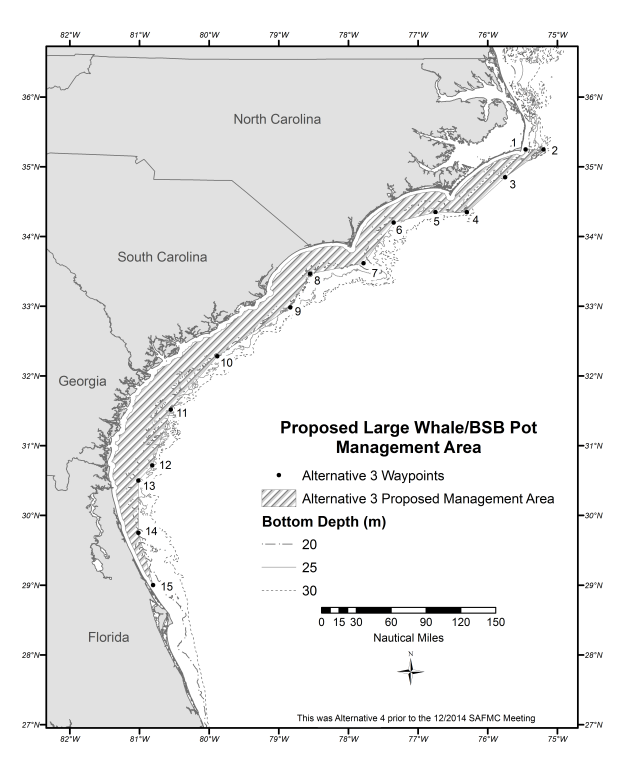 82°W 81°W 80°W 79°W 78°W 77°W 76°W 75°W
36°N 36°N
North Carolina
1 2
35°N 35°N
3
5 4
6
34°N 34°N
South Carolina
7
8
33°N 33°N
9
10
32°N 32°N
Georgia
11
Proposed Large Whale/BSB Pot
Management Area
31°N 31°N
12
Alternative 3 Waypoints
13
Alternative 3 Proposed Management Area
30°N 30°N
Bottom Depth (m)
14
20
25
29°N 29°N
15
30
0 15 30 60 90 120 150
Nautical Miles
Florida
N
28°N 28°N
This was Alternative 4 prior to the 12/2014 SAFMC Meeting
27°N 27°N
82°W 81°W 80°W 79°W 78°W 77°W 76°W 75°W